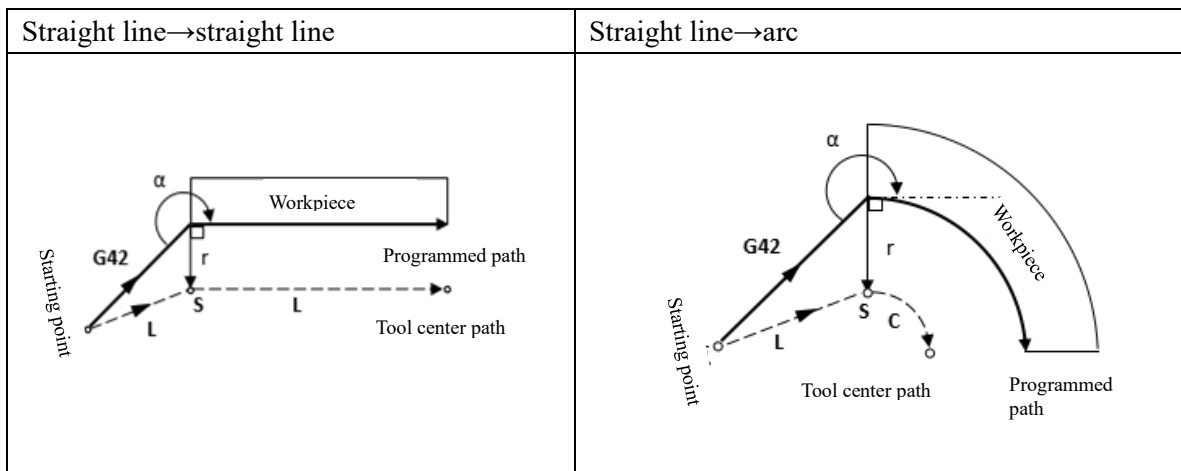 Straight line→straight line
Straight line→arc
α
Workpiece
G42
r
Programmed path
Starting point
S
L
L
Tool center path
α
Workpiece
G42
r
Starting point
S
C
L
Tool center path
Programmed
path